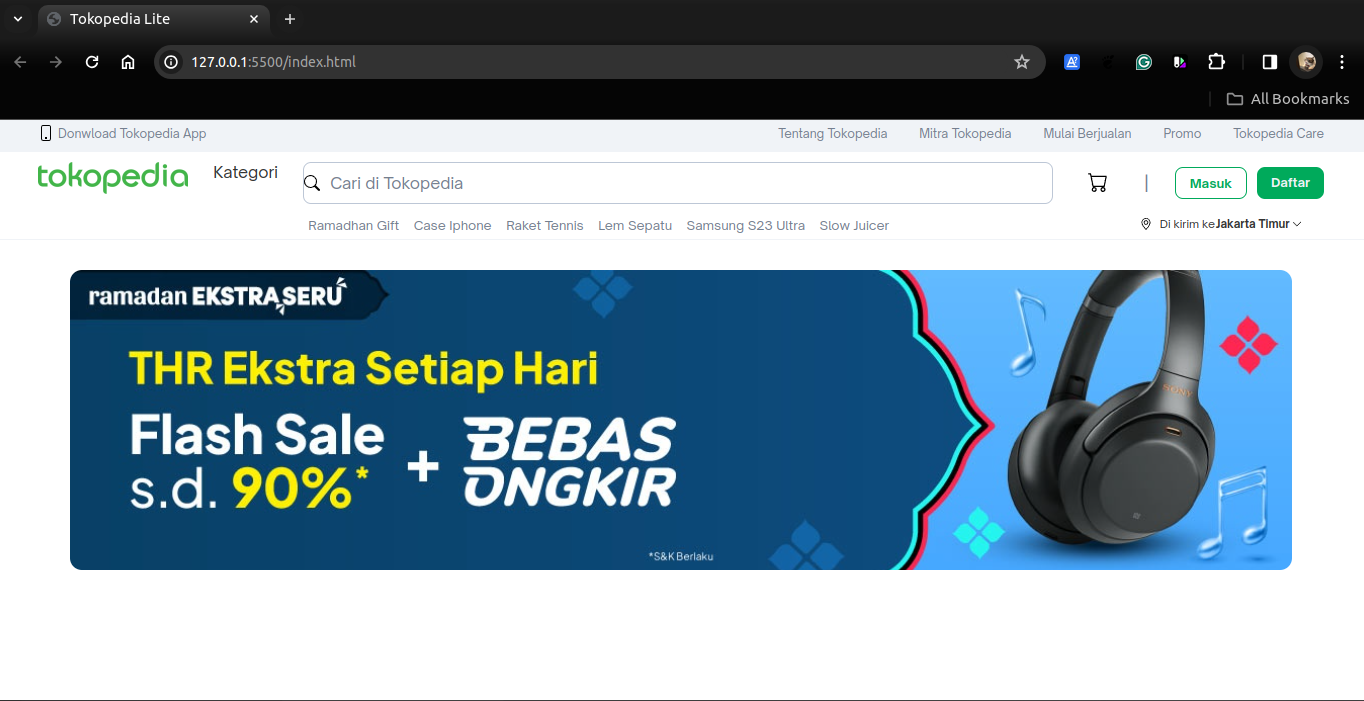 Tokopedia Lite
127.0.0.1:5500/index.html
All Bookmarks
Donwload Tokopedia App
Tentang Tokopedia
Mitra Tokopedia
Mulai Berjualan
Promo
Tokopedia Care
tokopedia
Kategori
Cari di Tokopedia
|
Masuk
Daftar
Ramadhan Gift
Case Iphone
Raket Tennis
Lem Sepatu
Samsung S23 Ultra
Slow Juicer
Di kirim keJakarta Timur
ramadan EKSTRA SERU
THR Ekstra Setiap Hari
Flash Sale
s.d. 90%*
+
BEBAS
ONGKIR
*S&K Berlaku
SONY